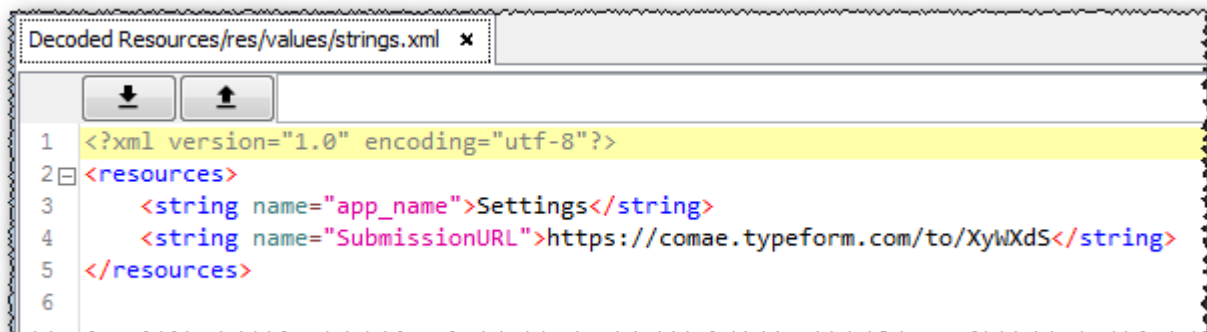 Decoded Resources/res/values/strings.xml ×
1 <?xml version="1.0" encoding="utf-8"?>
2 <resources>
3 <string name="app_name">Settings</string>
4 <string name="SubmissionURL">https://comae.typeform.com/to/XyWXdS</string>
5 </resources>
6